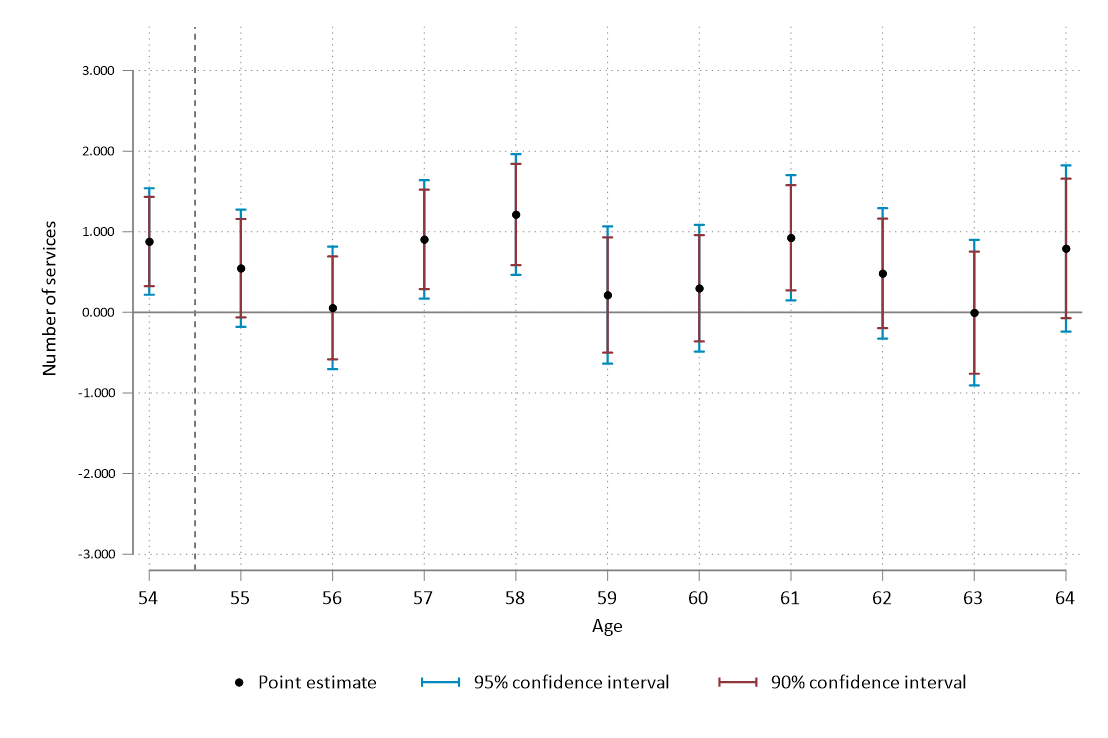 Number of services
3.000
2.000
1.000
0.000
-1.000
-2.000
-3.000
54 55 56 57 58 59 60 61 62 63 64
Age
Point estimate 95% confidence interval 90% confidence interval